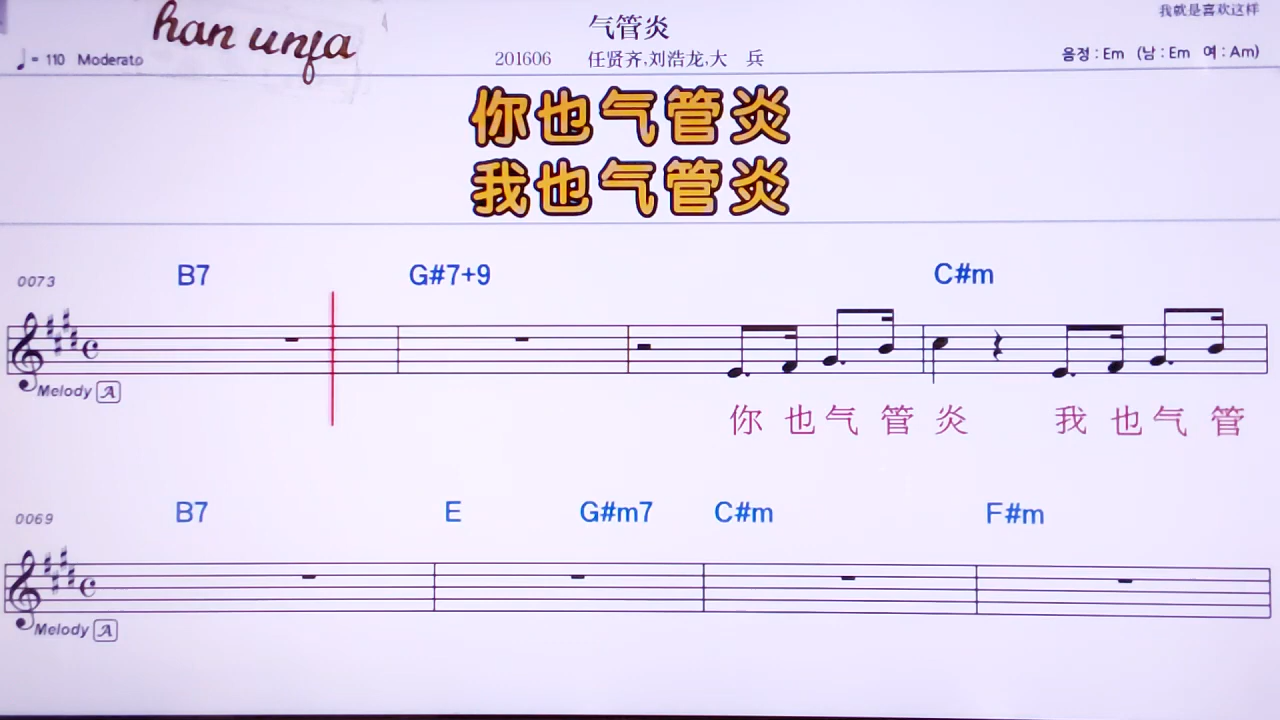 han unfa
气管炎
我就是喜欢这样
♩= 110 Moderato
201606 任贤齐,刘浩龙,大 兵
음정 : Em (남 : Em 여 : Am)
你也气管炎
我也气管炎
0073 B7 G#7+9 C#m
Melody A
你 也 气 管 炎 我 也 气 管
0069 B7 E G#m7 C#m F#m
Melody A